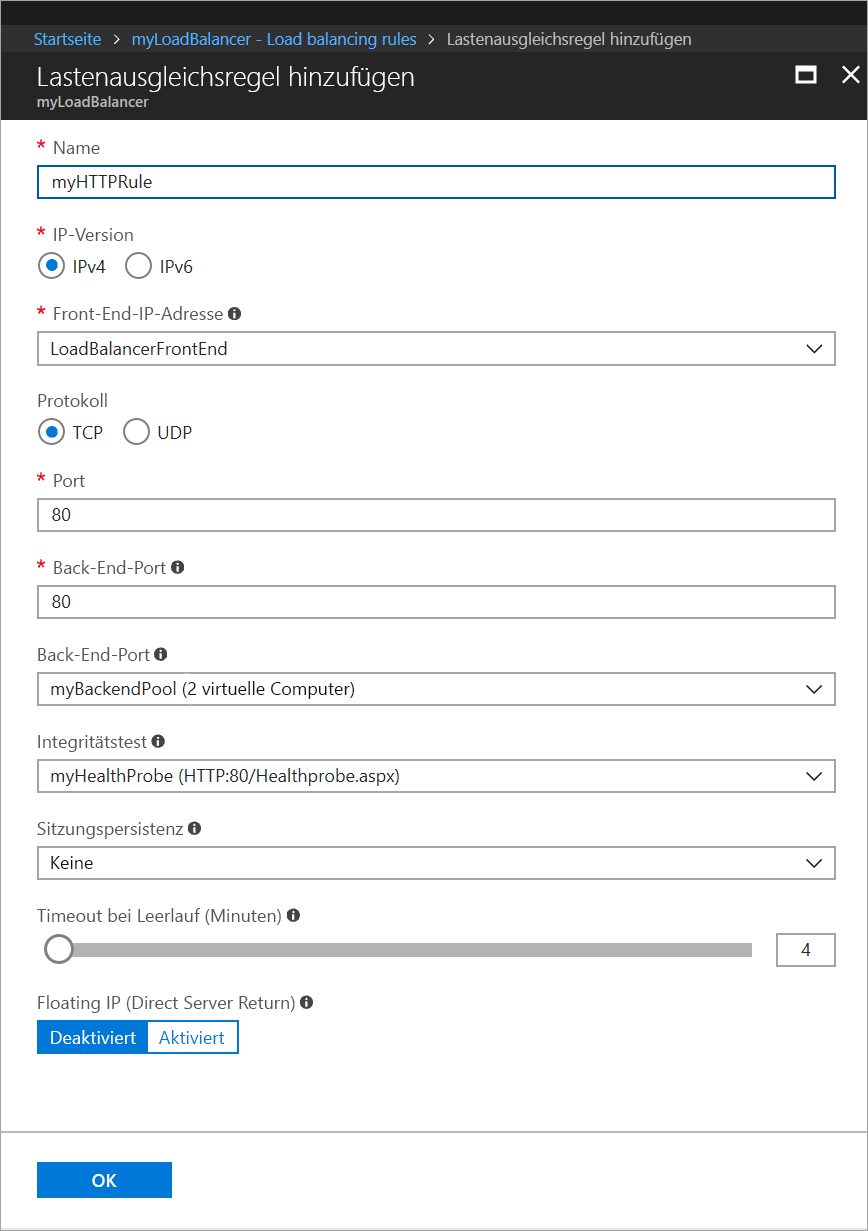 Startseite > myLoadBalancer - Load balancing rules > Lastenausgleichsregel hinzufügen
Lastenausgleichsregel hinzufügen
myLoadBalancer
* Name
myHTTPRule
* IP-Version
IPv4 IPv6
* Front-End-IP-Adresse
LoadBalancerFrontEnd
Protokoll
TCP UDP
* Port
80
* Back-End-Port
80
Back-End-Port
myBackendPool (2 virtuelle Computer)
Integritätstest
myHealthProbe (HTTP:80/Healthprobe.aspx)
Sitzungspersistenz
Keine
Timeout bei Leerlauf (Minuten)
4
Floating IP (Direct Server Return)
Deaktiviert Aktiviert
OK